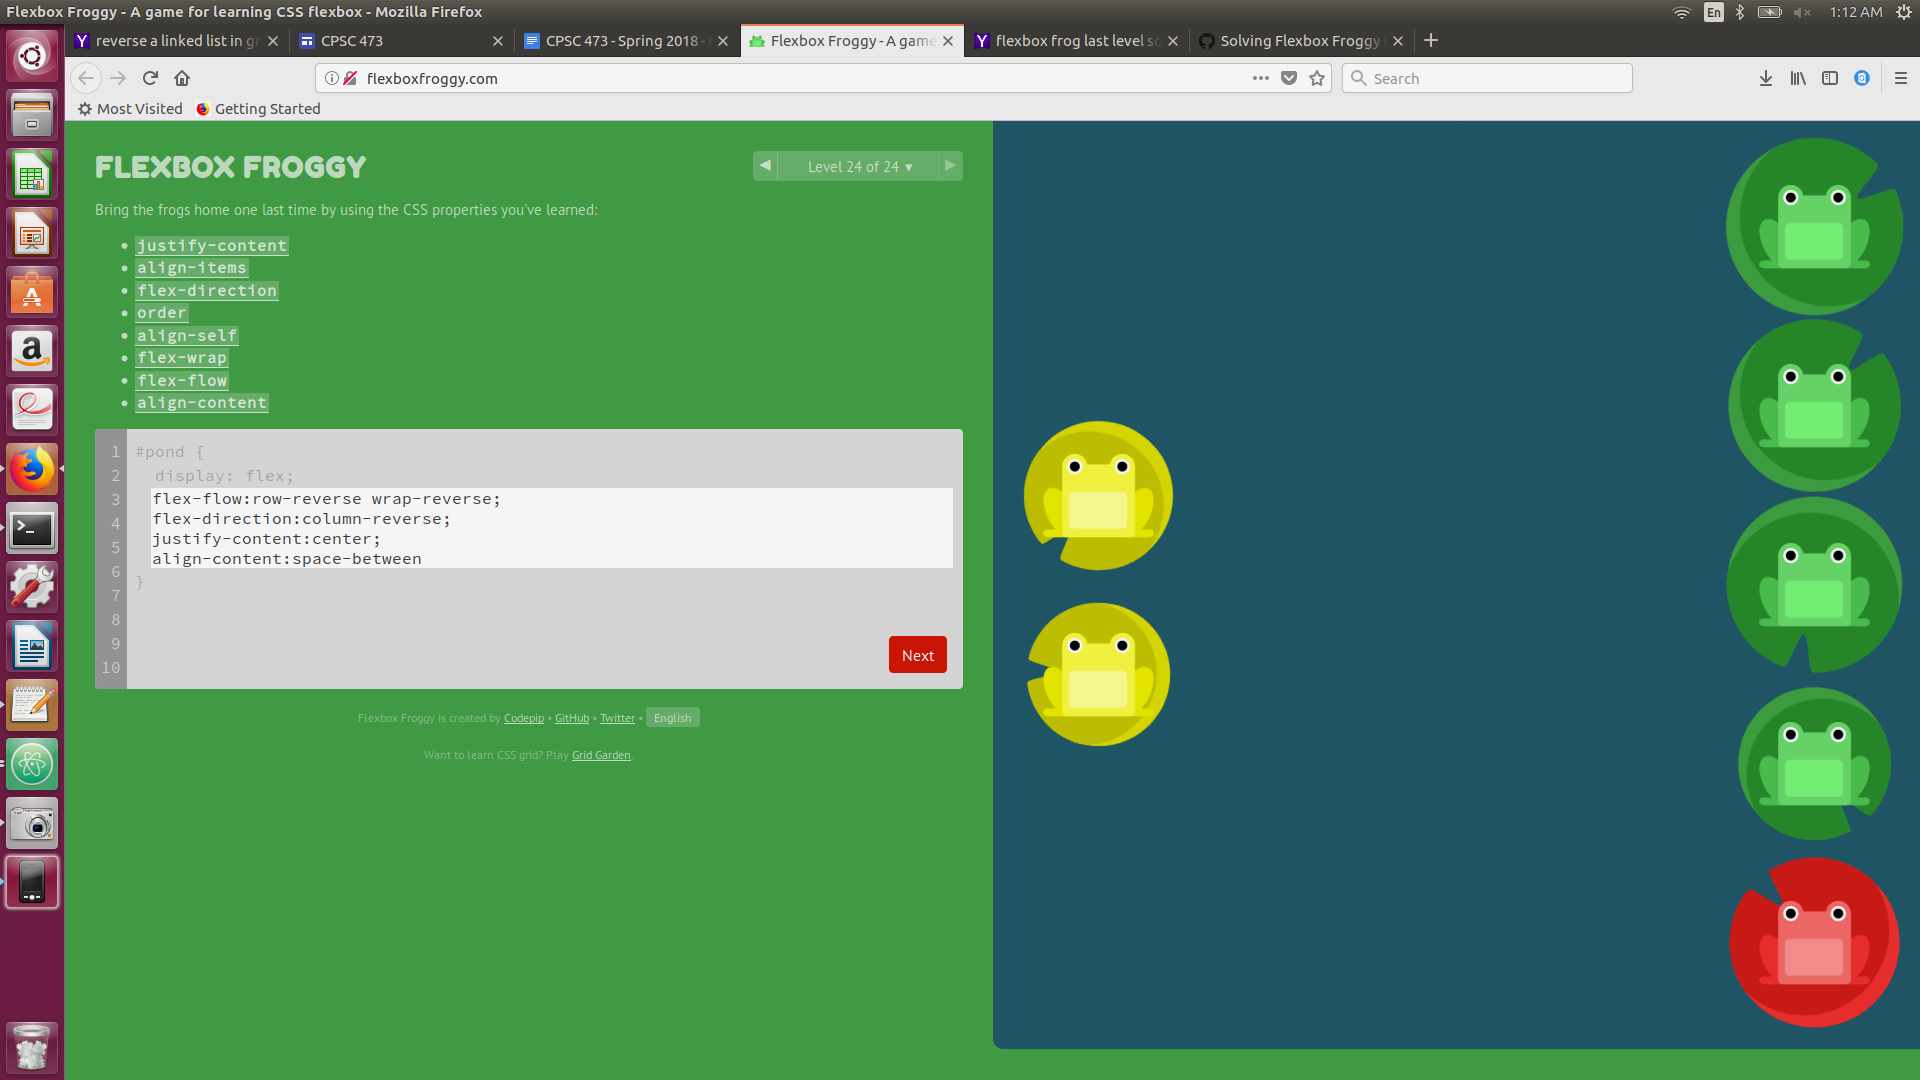 Flexbox Froggy - A game for learning CSS flexbox - Mozilla Firefox
En
1:12 AM
reverse a linked list in gr
CPSC 473
CPSC 473 - Spring 2018 -
Flexbox Froggy - A game
flexbox frog last level so
Solving Flexbox Froggy
flexboxfroggy.com
Search
Most Visited
Getting Started
FLEXBOX FROGGY
◀ Level 24 of 24 ▾ ▶
Bring the frogs home one last time by using the CSS properties you've learned:
• justify-content
• align-items
• flex-direction
• order
• align-self
• flex-wrap
• flex-flow
• align-content
1 #pond {
2 display: flex;
3 flex-flow:row-reverse wrap-reverse;
4 flex-direction:column-reverse;
5 justify-content:center;
6 align-content:space-between
7 }
8
9
10
Next
Flexbox Froggy is created by Codepip • GitHub • Twitter • English
Want to learn CSS grid? Play Grid Garden.